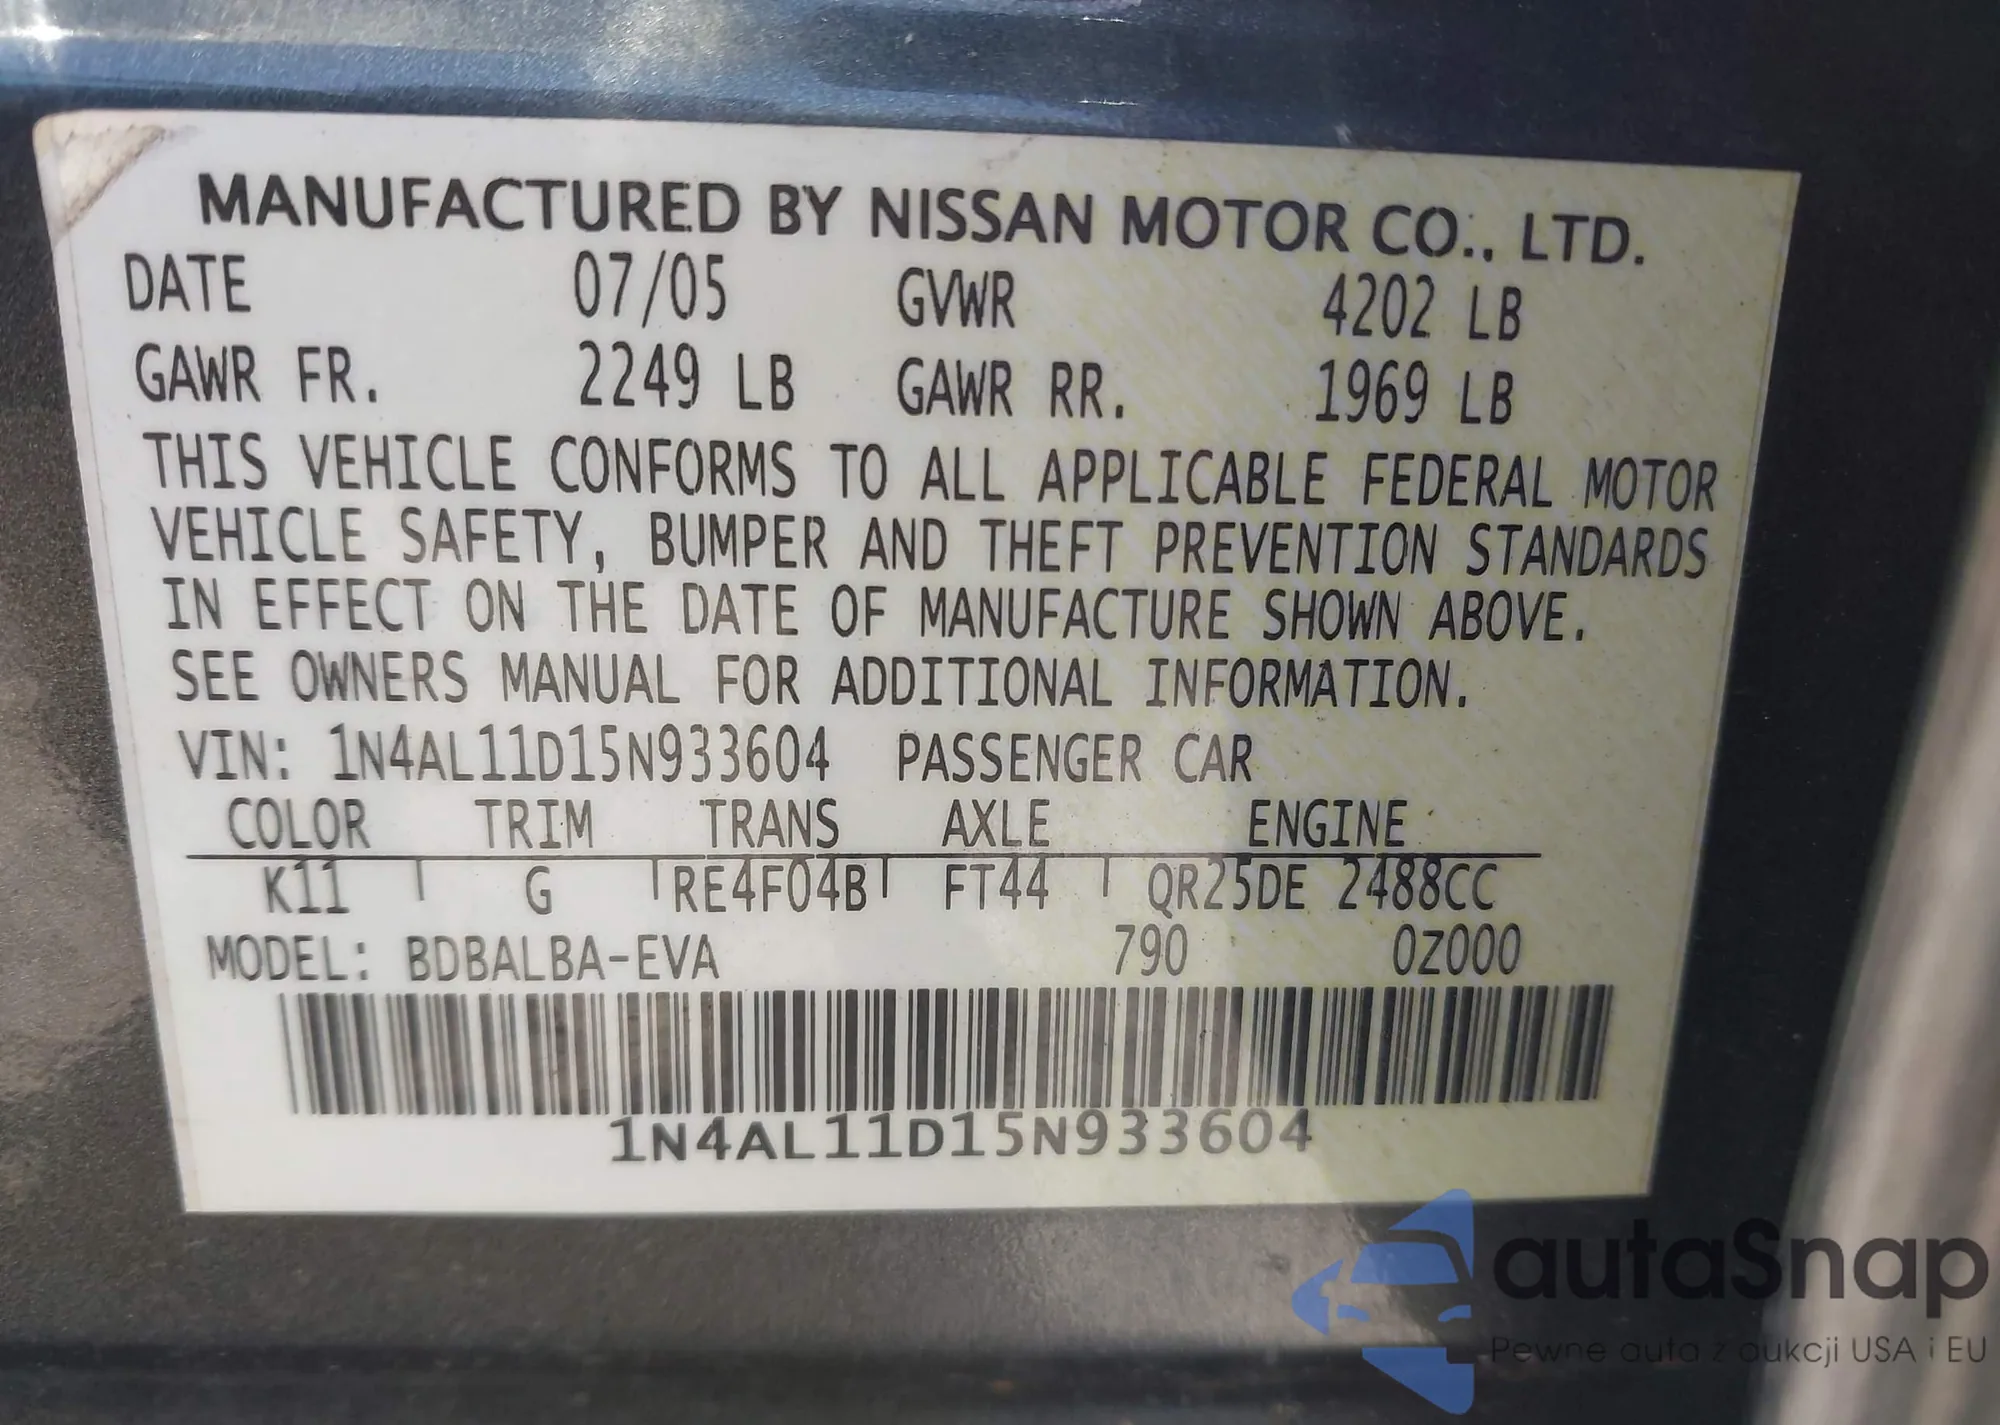 MANUFACTURED BY NISSAN MOTOR CO., LTD.
DATE 07/05 GVWR 4202 LB
GAWR FR. 2249 LB GAWR RR. 1969 LB
THIS VEHICLE CONFORMS TO ALL APPLICABLE FEDERAL MOTOR
VEHICLE SAFETY, BUMPER AND THEFT PREVENTION STANDARDS
IN EFFECT ON THE DATE OF MANUFACTURE SHOWN ABOVE.
SEE OWNERS MANUAL FOR ADDITIONAL INFORMATION.
VIN: 1N4AL11D15N933604 PASSENGER CAR
COLOR TRIM TRANS AXLE ENGINE
K11 G RE4F04B FT44 QR25DE 2488CC
MODEL: BDBALBA-EVA 790 0Z000
1N4AL11D15N933604
autaSnap
Pewne auta z aukcji USA i EU